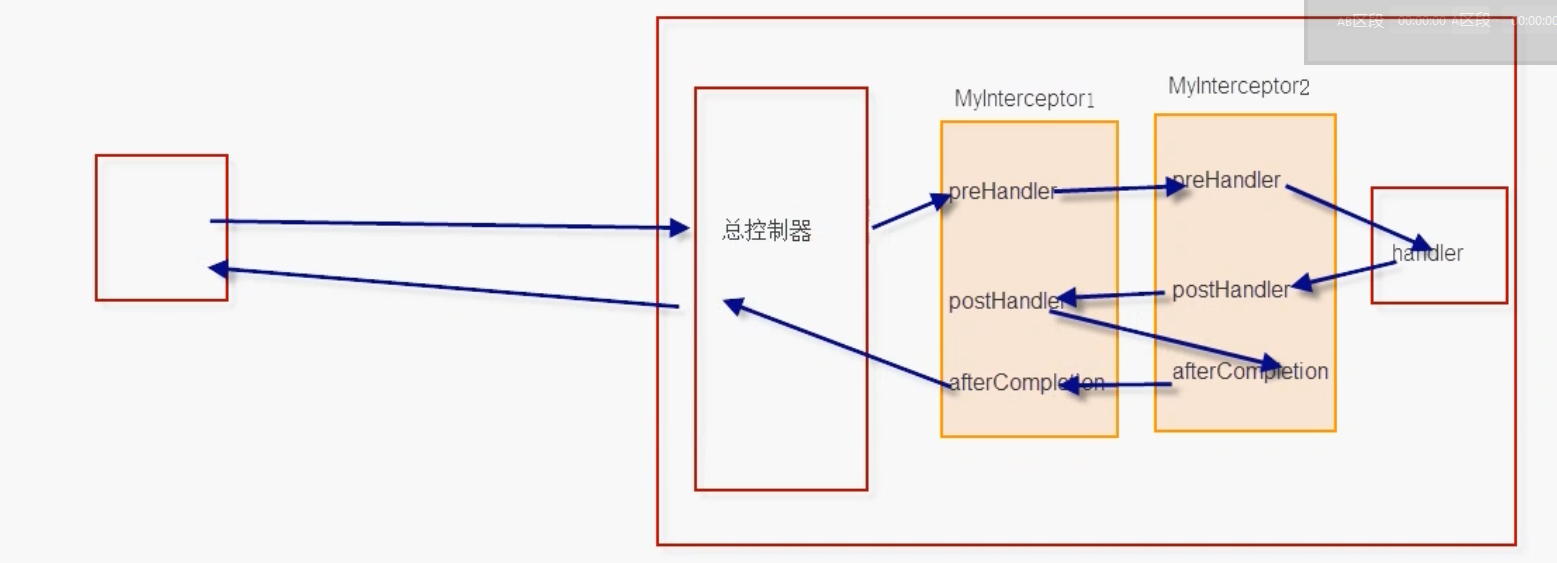 AB区段 00:00:00 A区段 00:00:00
MyInterceptor1
MyInterceptor2
总控制器
preHandler
preHandler
handler
postHandler
postHandler
afterCompletion
afterCompletion